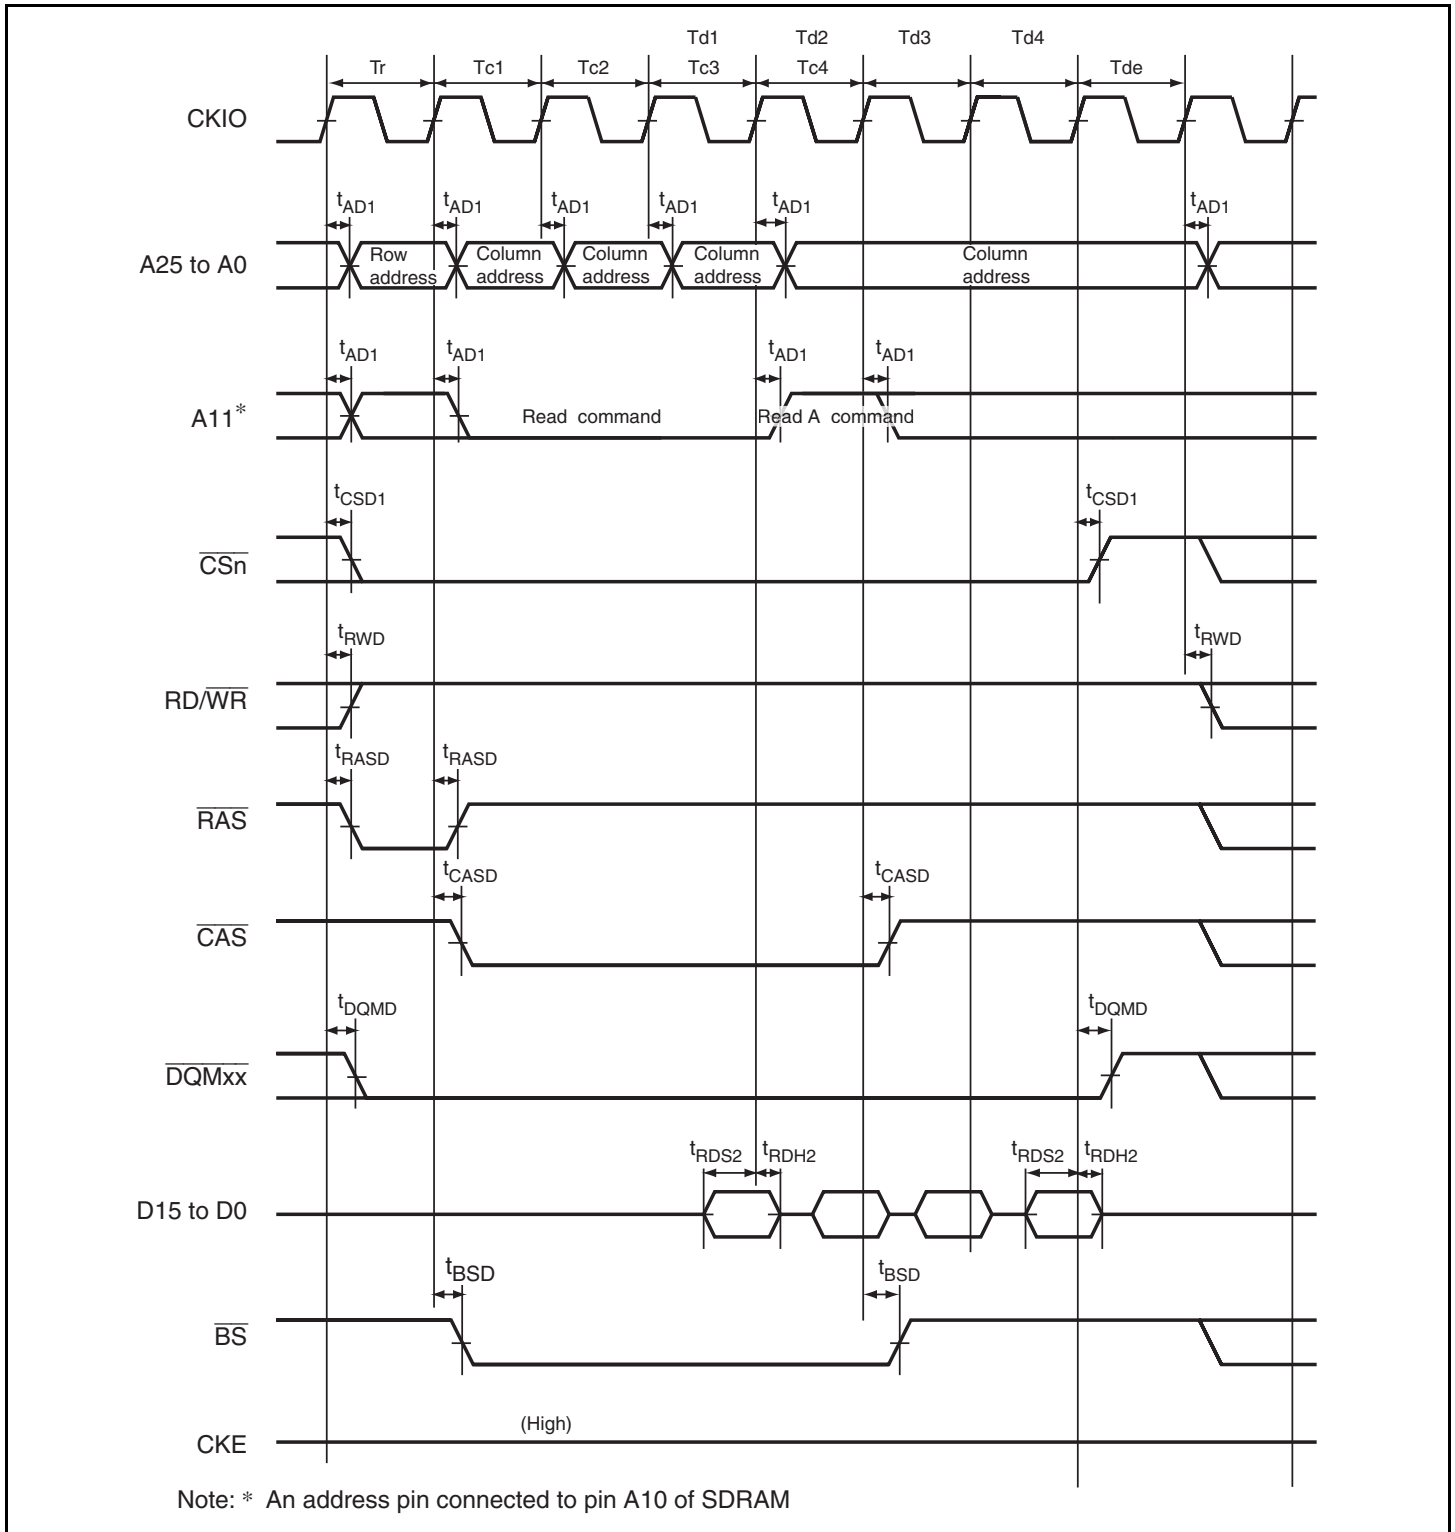 Td1 Td2 Td3 Td4
Tr Tc1 Tc2 Tc3 Tc4 Tde
CKIO
tAD1 tAD1 tAD1 tAD1 tAD1 tAD1
A25 to A0
Row address
Column address
Column address
Column address
Column address
tAD1 tAD1 tAD1 tAD1
A11*
Read command
Read A command
tCSD1 tCSD1
CSn
tRWD tRWD
RD/WR
tRASD tRASD
RAS
tCASD tCASD
CAS
tDQMD tDQMD
DQMxx
tRDS2 tRDH2 tRDS2 tRDH2
D15 to D0
tBSD tBSD
BS
(High)
CKE
Note: * An address pin connected to pin A10 of SDRAM